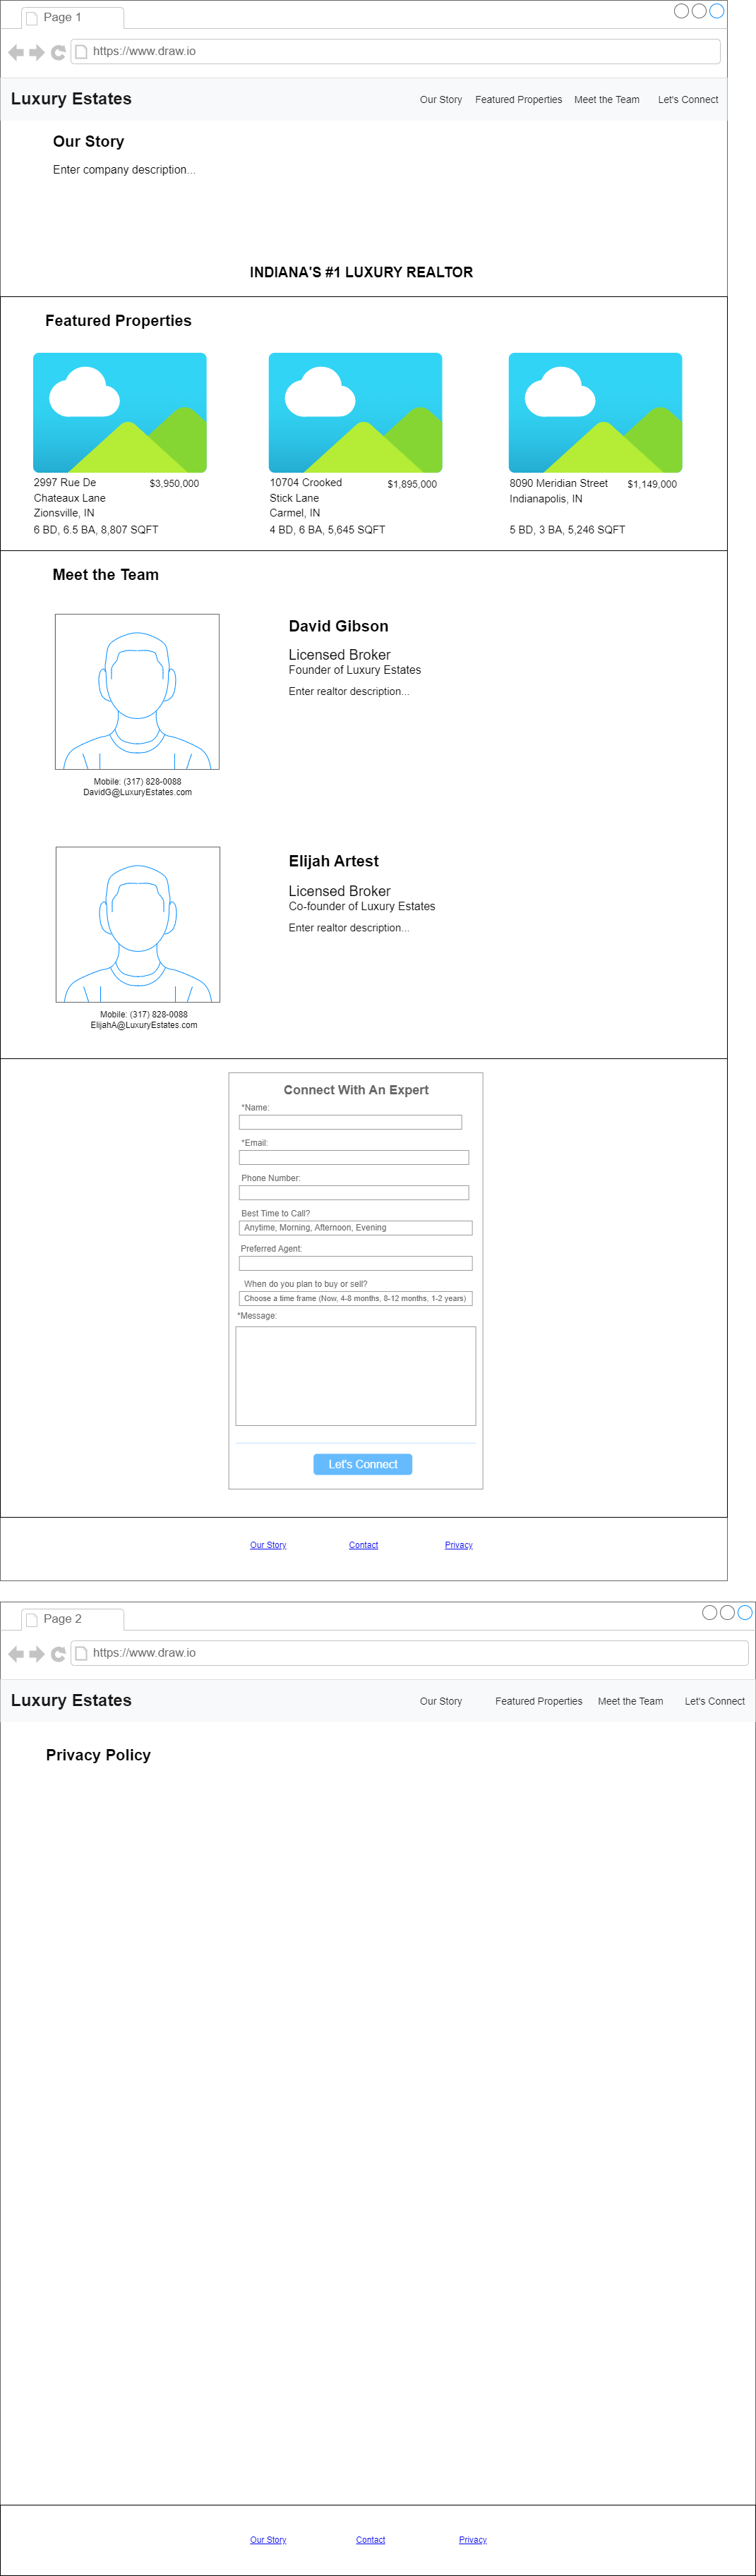 Page 1
https://www.draw.io
Luxury Estates
Our Story
Featured Properties
Meet the Team
Let's Connect
Our Story
Enter company description...
INDIANA'S #1 LUXURY REALTOR
Featured Properties
2997 Rue De
Chateaux Lane
Zionsville, IN
$3,950,000
6 BD, 6.5 BA, 8,807 SQFT
10704 Crooked
Stick Lane
Carmel, IN
$1,895,000
4 BD, 6 BA, 5,645 SQFT
8090 Meridian Street
Indianapolis, IN
$1,149,000
5 BD, 3 BA, 5,246 SQFT
Meet the Team
David Gibson
Licensed Broker
Founder of Luxury Estates
Enter realtor description...
Mobile: (317) 828-0088
DavidG@LuxuryEstates.com
Elijah Artest
Licensed Broker
Co-founder of Luxury Estates
Enter realtor description...
Mobile: (317) 828-0088
ElijahA@LuxuryEstates.com
Connect With An Expert
*Name:
*Email:
Phone Number:
Best Time to Call?
Anytime, Morning, Afternoon, Evening
Preferred Agent:
When do you plan to buy or sell?
Choose a time frame (Now, 4-8 months, 8-12 months, 1-2 years)
*Message:
Let's Connect
Our Story
Contact
Privacy
Page 2
https://www.draw.io
Luxury Estates
Our Story
Featured Properties
Meet the Team
Let's Connect
Privacy Policy
Our Story
Contact
Privacy